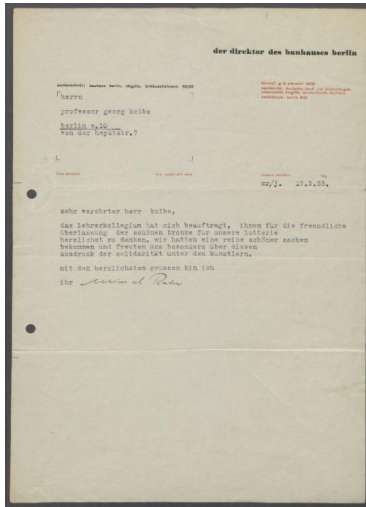 der direktor des bauhauses berlin
herrn
professor georg kolbe
berlin w.10
von der heydtstr.7
17.3.33.
sehr verehrter herr kolbe,
das lehrerkollegium hat mich beauftragt, ihnen für die freundliche
überlassung der schönen bronze für unsere lotterie
herzlichst zu danken. wir hatten eine reihe schöner sachen
bekommen und freuten uns besonders über diesen
ausdruck der solidarität unter den künstlern.
mit den herzlichsten grüssen bin ich
ihr